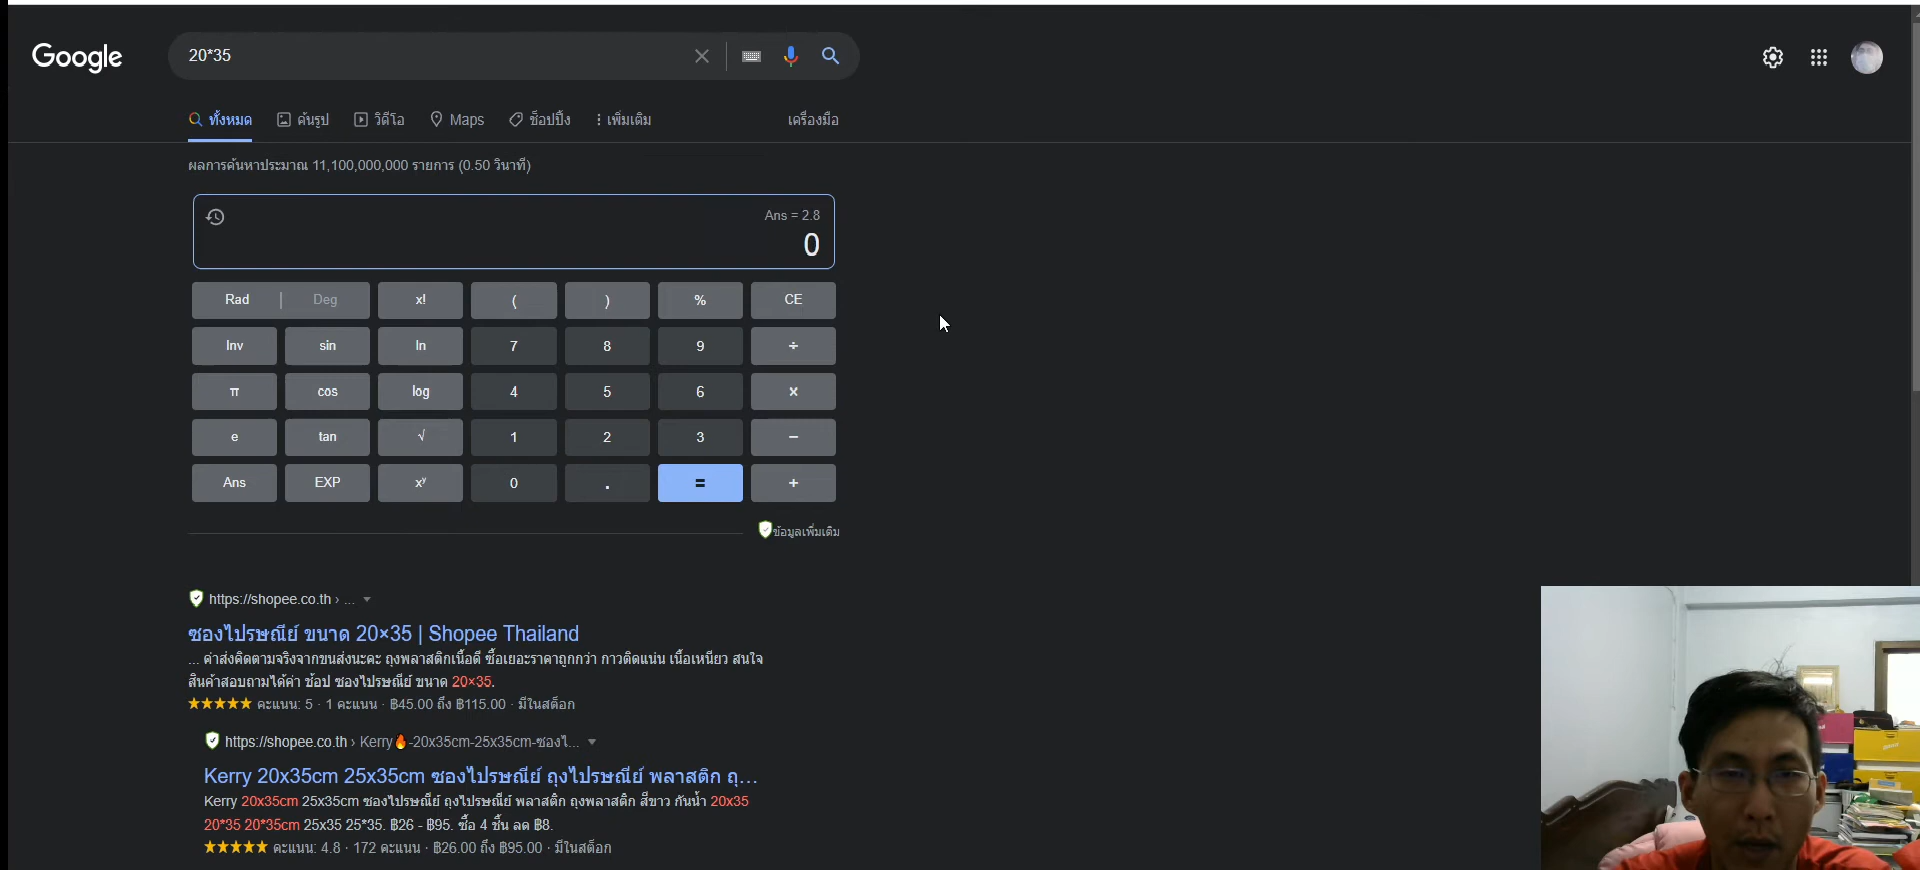 Google
20*35
ทั้งหมด ค้นรูป วิดีโอ Maps ช็อปปิ้ง เพิ่มเติม เครื่องมือ
ผลการค้นหาประมาณ 11,100,000,000 รายการ (0.50 วินาที)
Ans = 2.8
0
Rad | Deg x! ( ) % CE
Inv sin ln 7 8 9 ÷
π cos log 4 5 6 ×
e tan √ 1 2 3 −
Ans EXP xʸ 0 . = +
ข้อมูลเพิ่มเติม
https://shopee.co.th › ...
ซองไปรษณีย์ ขนาด 20×35 | Shopee Thailand
... ค่าส่งคิดตามจริงจากขนส่งนะคะ ถุงพลาสติกเนื้อดี ซื้อเยอะราคาถูกกว่า กาวติดแน่น เนื้อเหนียว สนใจ
สินค้าสอบถามได้ค่า ช้อป ซองไปรษณีย์ ขนาด 20×35.
★★★★★ คะแนน: 5 · 1 คะแนน · ฿45.00 ถึง ฿115.00 · มีในสต็อก
https://shopee.co.th › Kerry🔥-20x35cm-25x35cm-ซองไ...
Kerry 20x35cm 25x35cm ซองไปรษณีย์ ถุงไปรษณีย์ พลาสติก ถุ...
Kerry 20x35cm 25x35cm ซองไปรษณีย์ ถุงไปรษณีย์ พลาสติก ถุงพลาสติก สีขาว กันน้ำ 20x35
20*35 20*35cm 25x35 25*35. ฿26 - ฿95. ซื้อ 4 ชิ้น ลด ฿8.
★★★★★ คะแนน: 4.8 · 172 คะแนน · ฿26.00 ถึง ฿95.00 · มีในสต็อก